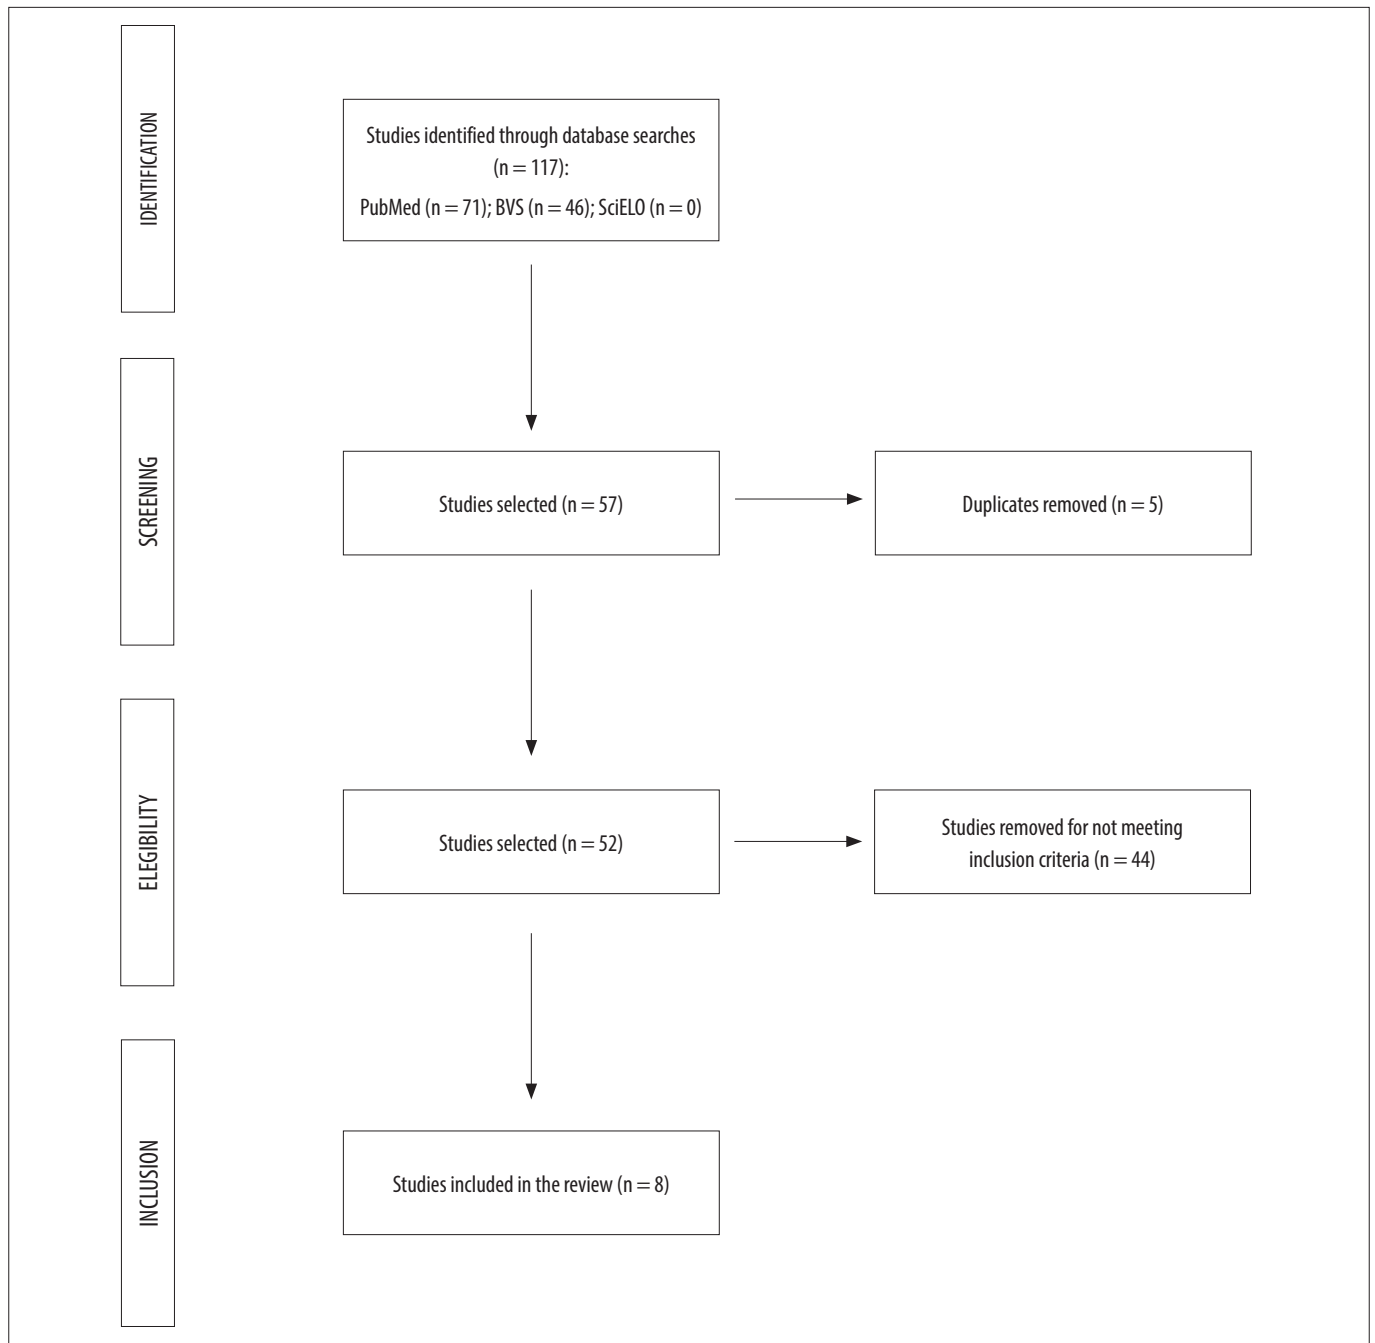 IDENTIFICATION
Studies identified through database searches
(n = 117):
PubMed (n = 71); BVS (n = 46); SciELO (n = 0)
SCREENING
Studies selected (n = 57)
Duplicates removed (n = 5)
ELEGIBILITY
Studies selected (n = 52)
Studies removed for not meeting
inclusion criteria (n = 44)
INCLUSION
Studies included in the review (n = 8)